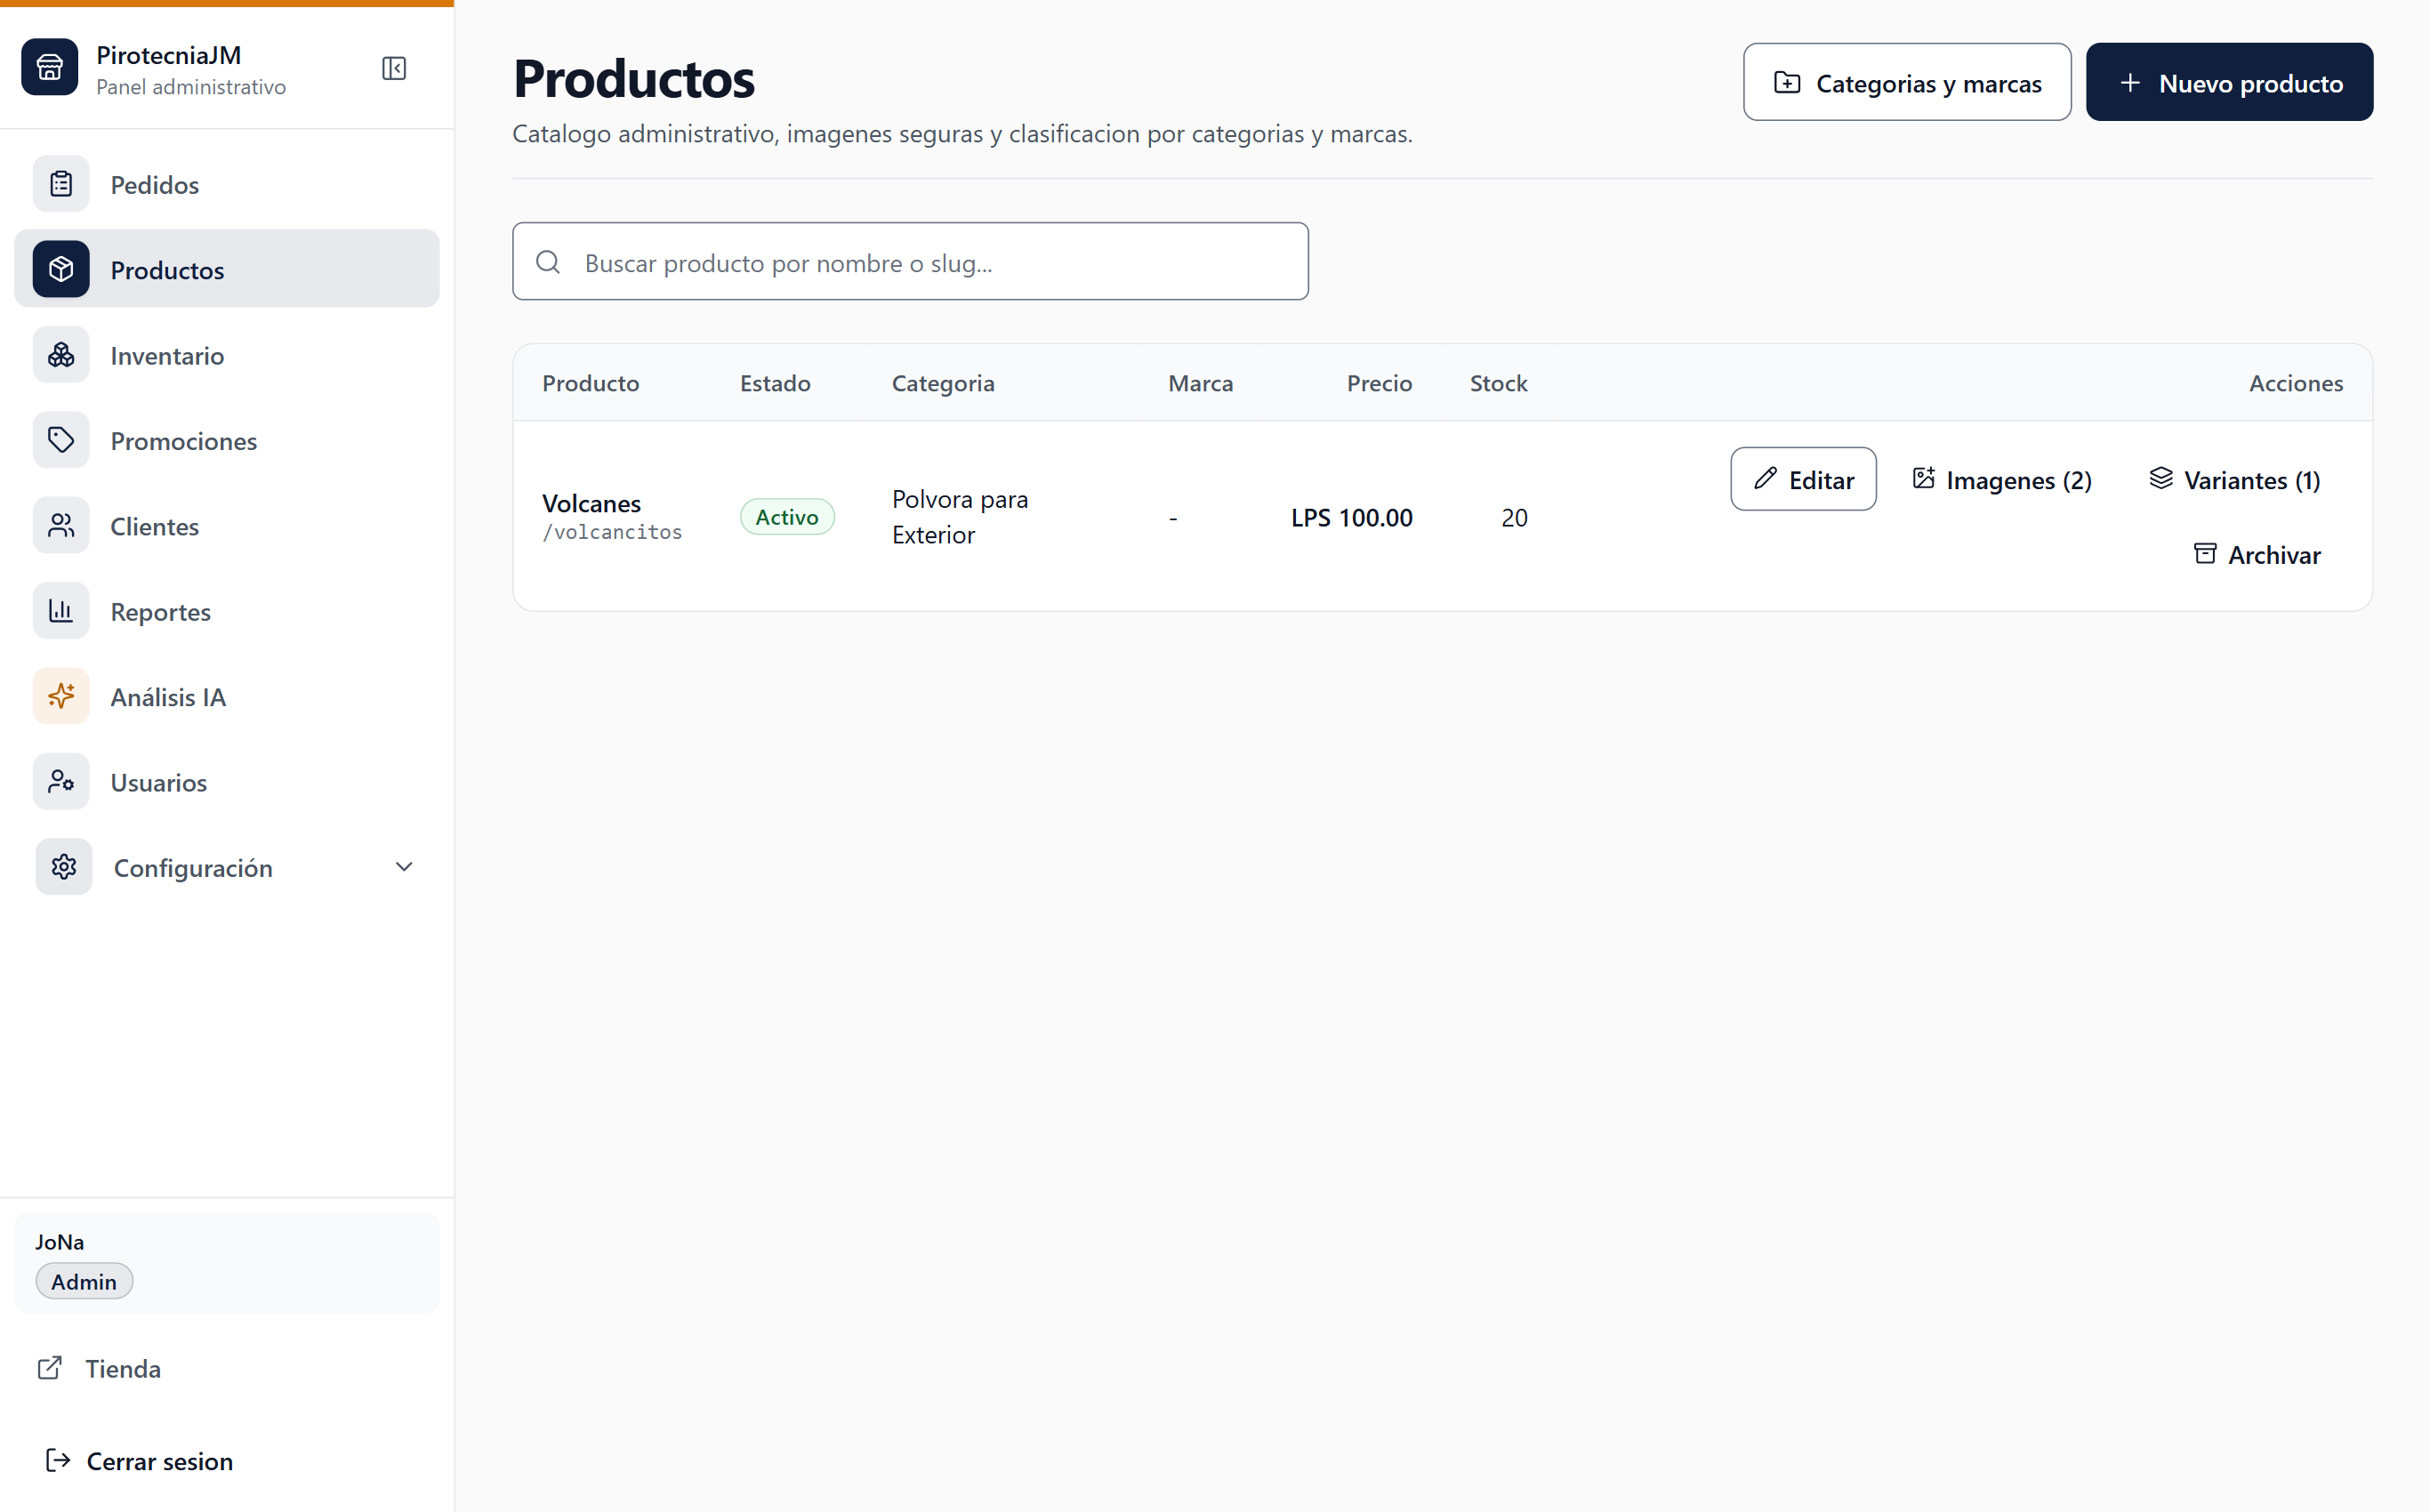 PirotecniaJM
Panel administrativo
Pedidos
Productos
Inventario
Promociones
Clientes
Reportes
Análisis IA
Usuarios
Configuración
JoNa
Admin
Tienda
Cerrar sesion
Productos
Catalogo administrativo, imagenes seguras y clasificacion por categorias y marcas.
Categorias y marcas
Nuevo producto
Buscar producto por nombre o slug...
Producto Estado Categoria Marca Precio Stock Acciones
Volcanes
/volcancitos
Activo
Polvora para
Exterior
-
LPS 100.00
20
Editar
Imagenes (2)
Variantes (1)
Archivar